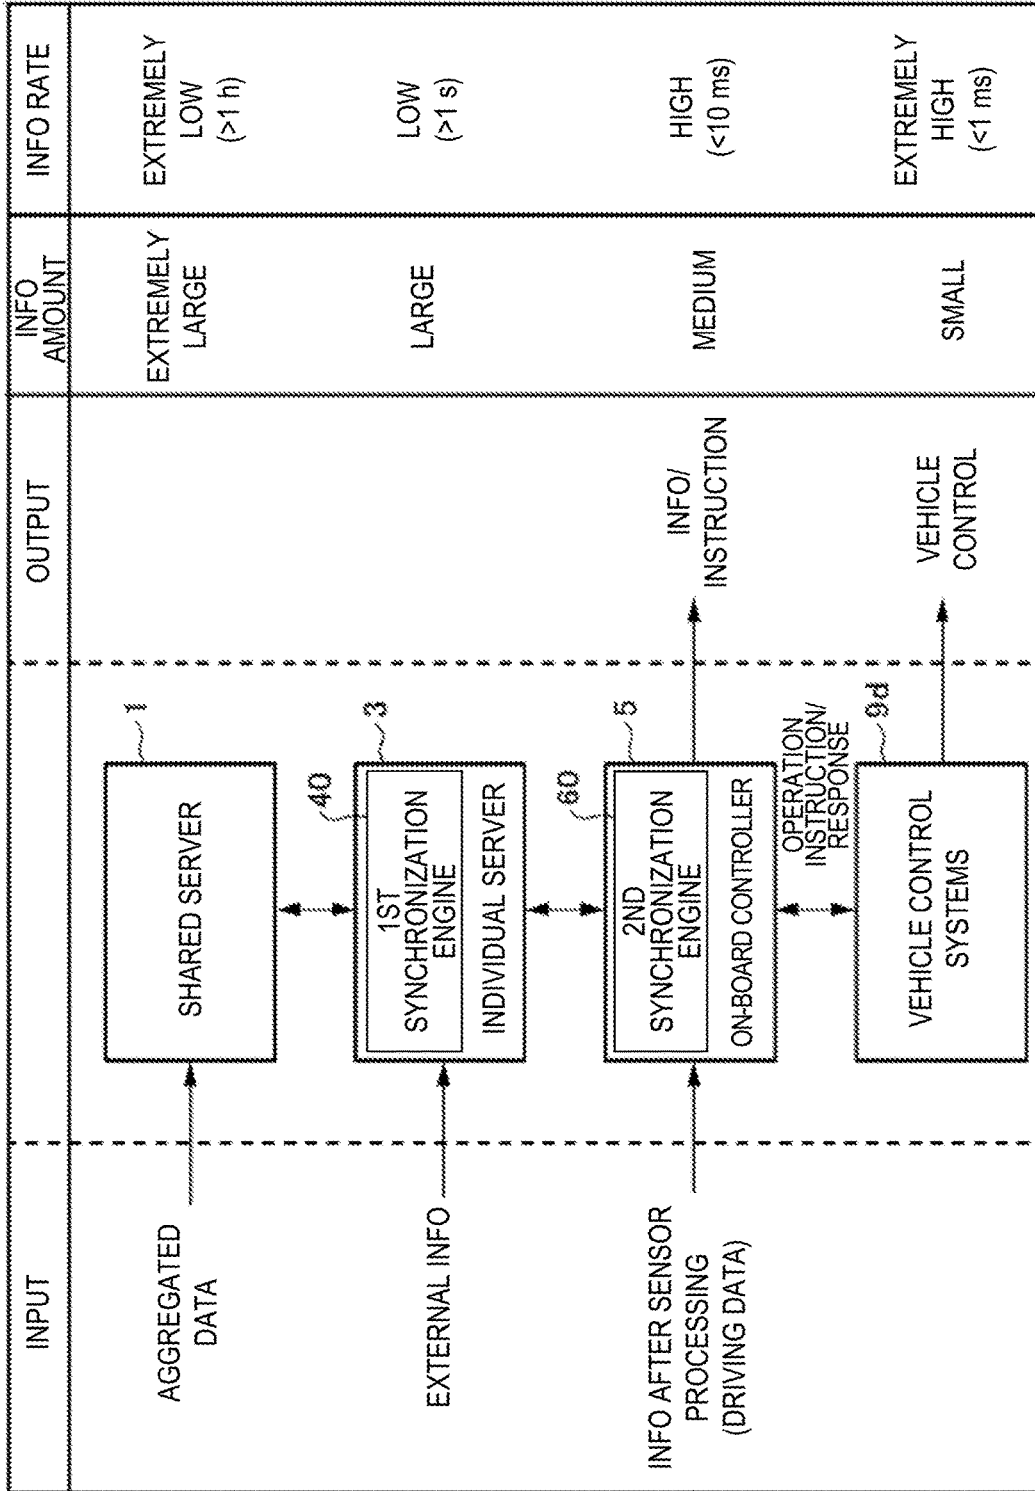 INPUT
OUTPUT
INFO
AMOUNT
INFO RATE
AGGREGATED
DATA
SHARED SERVER
1
EXTREMELY
LARGE
EXTREMELY
LOW
(>1 h)
EXTERNAL INFO
40
1ST
SYNCHRONIZATION
ENGINE
INDIVIDUAL SERVER
3
LARGE
LOW
(>1 s)
INFO AFTER SENSOR
PROCESSING
(DRIVING DATA)
60
2ND
SYNCHRONIZATION
ENGINE
ON-BOARD CONTROLLER
5
INFO/
INSTRUCTION
MEDIUM
HIGH
(<10 ms)
OPERATION
INSTRUCTION/
RESPONSE
VEHICLE CONTROL
SYSTEMS
9d
VEHICLE
CONTROL
SMALL
EXTREMELY
HIGH
(<1 ms)